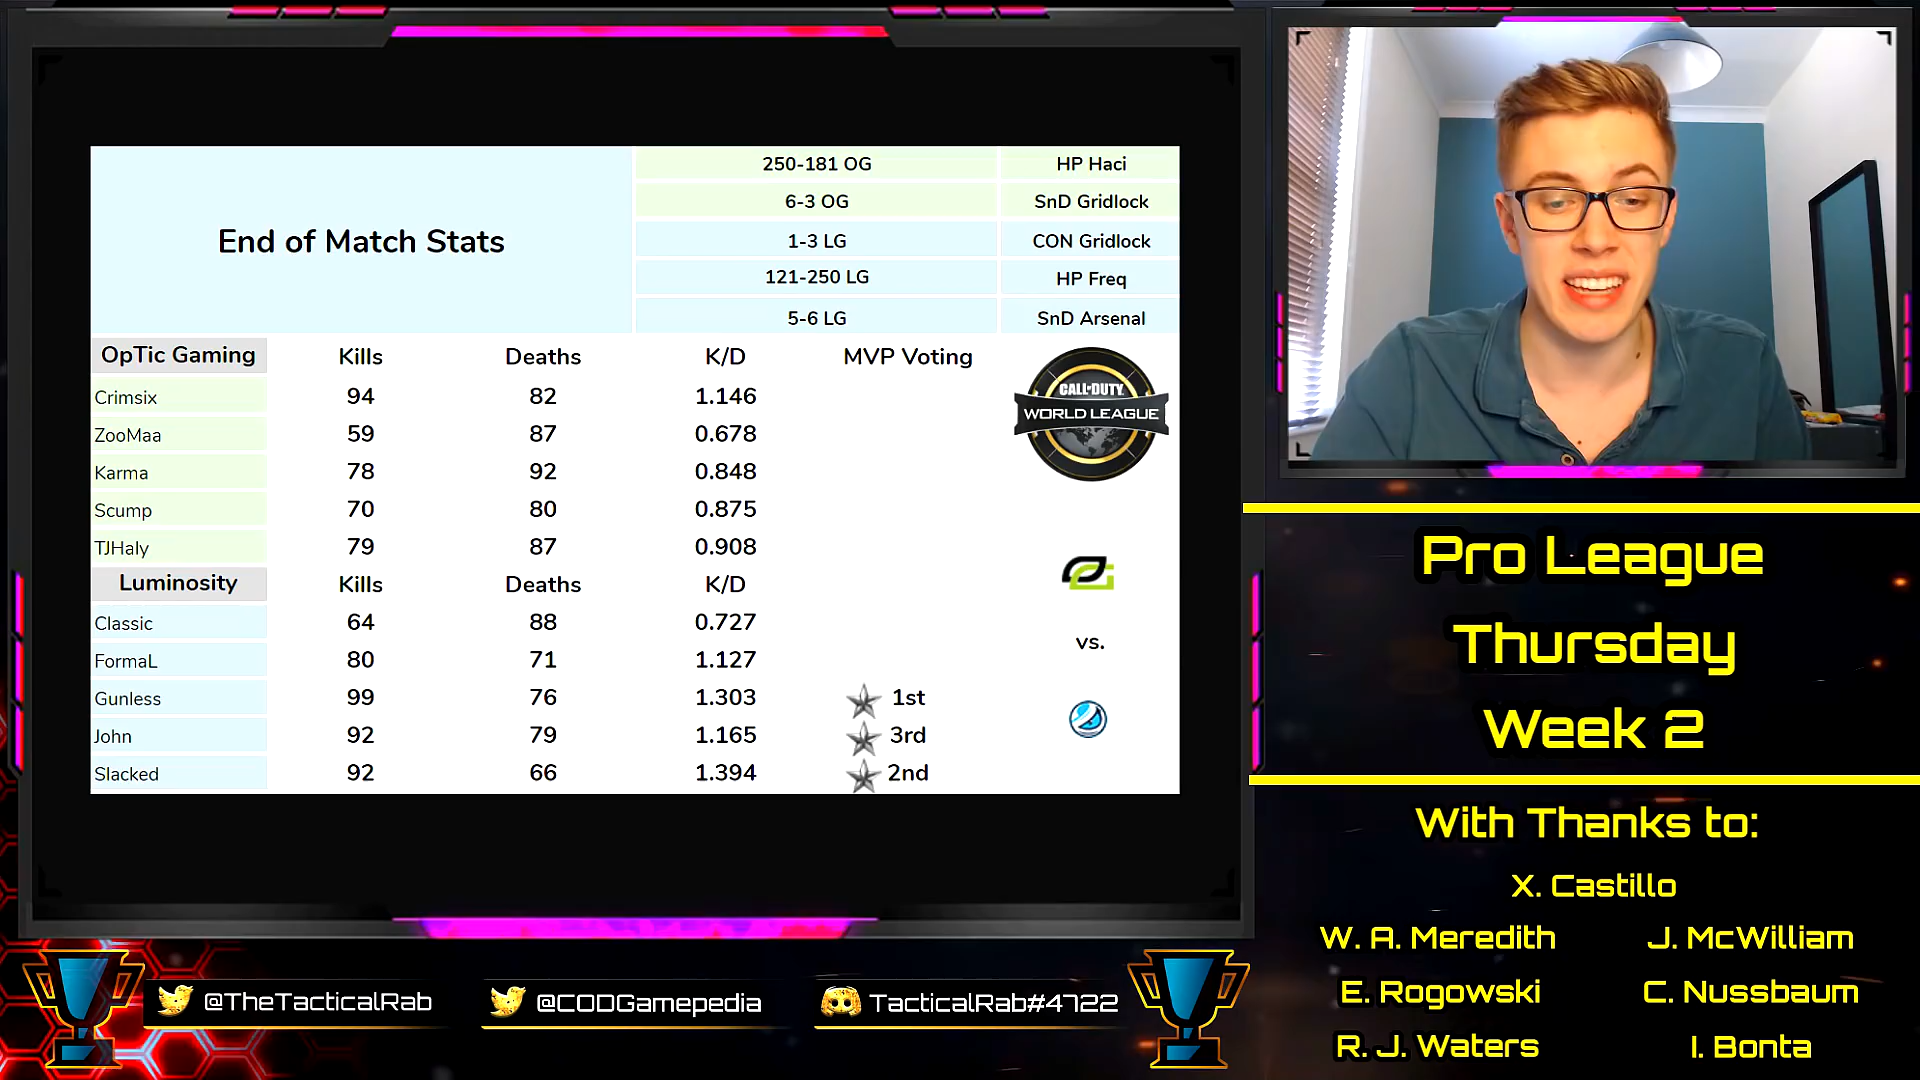 End of Match Stats
250-181 OG HP Haci
6-3 OG SnD Gridlock
1-3 LG CON Gridlock
121-250 LG HP Freq
5-6 LG SnD Arsenal
OpTic Gaming Kills Deaths K/D MVP Voting
Crimsix 94 82 1.146
ZooMaa 59 87 0.678
Karma 78 92 0.848
Scump 70 80 0.875
TJHaly 79 87 0.908
Luminosity Kills Deaths K/D
Classic 64 88 0.727
FormaL 80 71 1.127
Gunless 99 76 1.303 1st
John 92 79 1.165 3rd
Slacked 92 66 1.394 2nd
CALL OF DUTY
WORLD LEAGUE
OG
vs.
Pro League
Thursday
Week 2
With Thanks to:
X. Castillo
W. A. Meredith J. McWilliam
E. Rogowski C. Nussbaum
R. J. Waters I. Bonta
@TheTacticalRab @CODGamepedia TacticalRab#4722